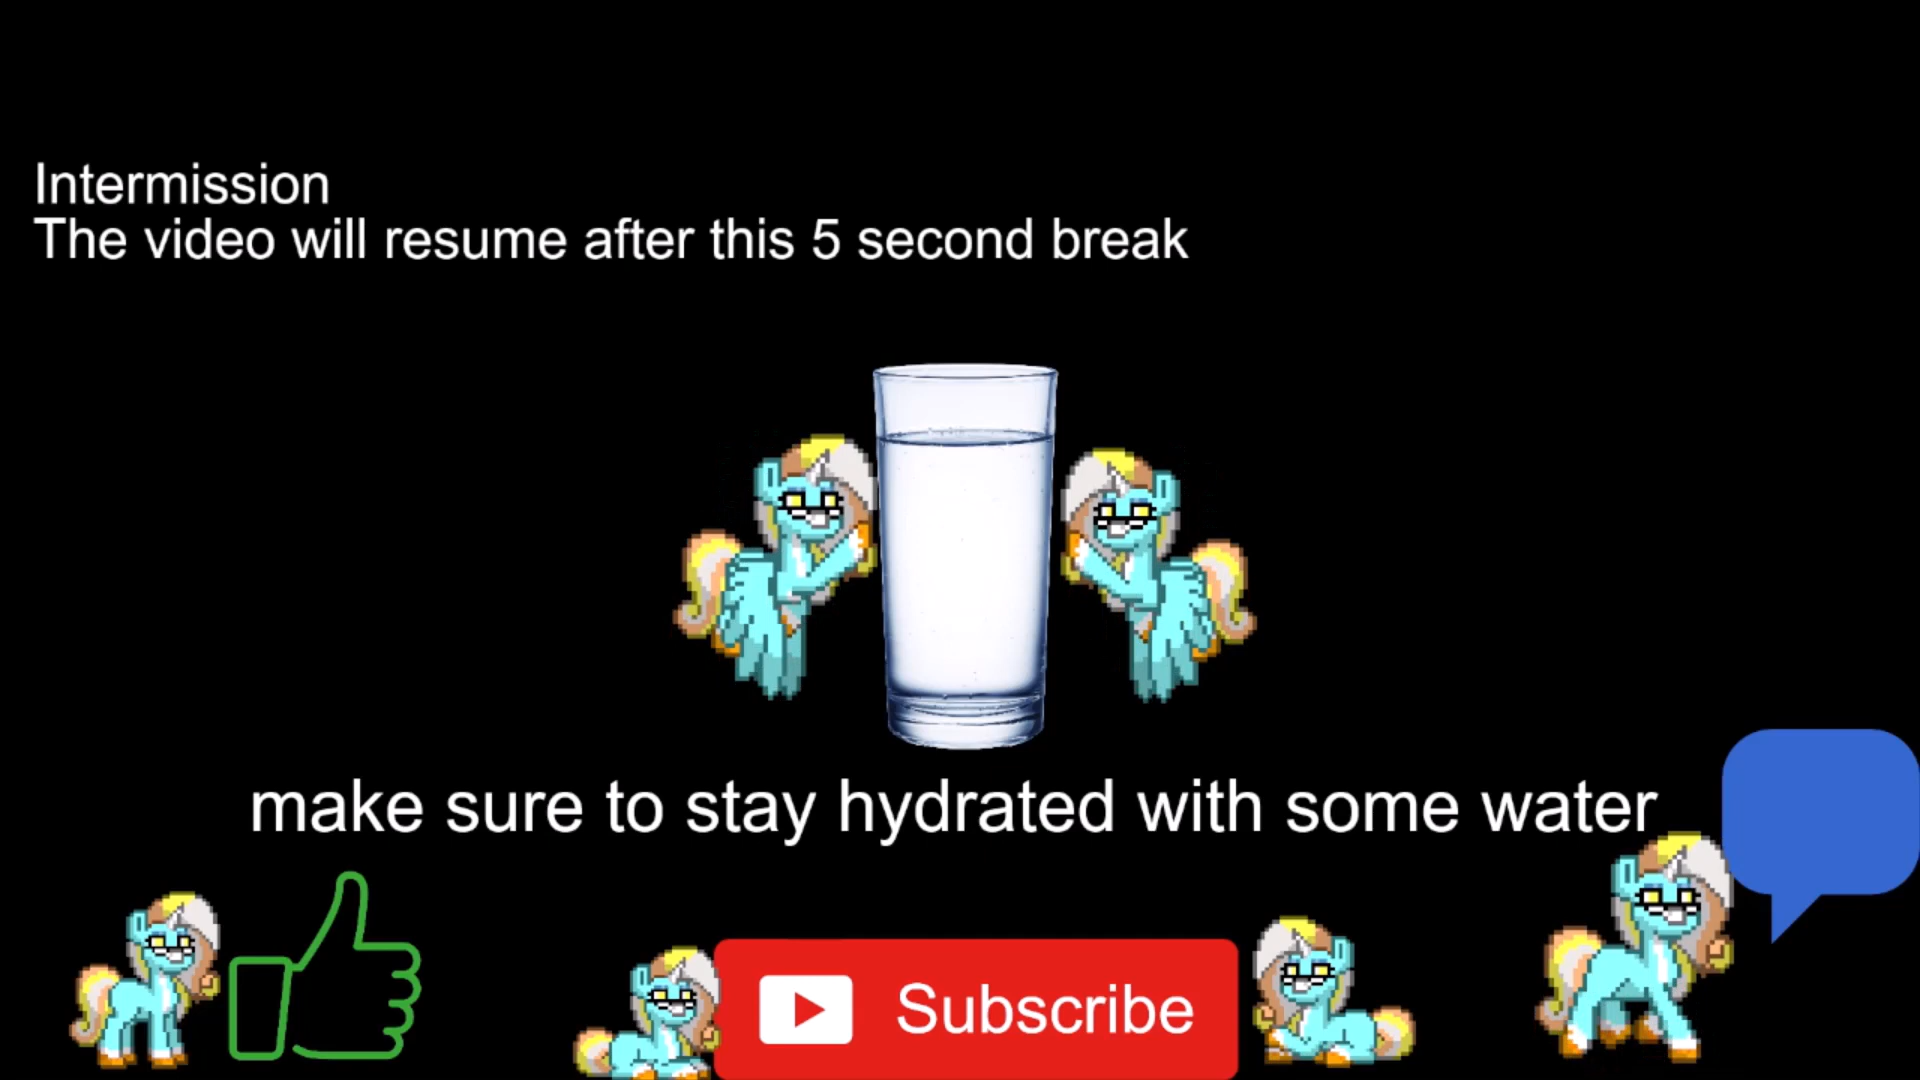 Intermission
The video will resume after this 5 second break
make sure to stay hydrated with some water
Subscribe